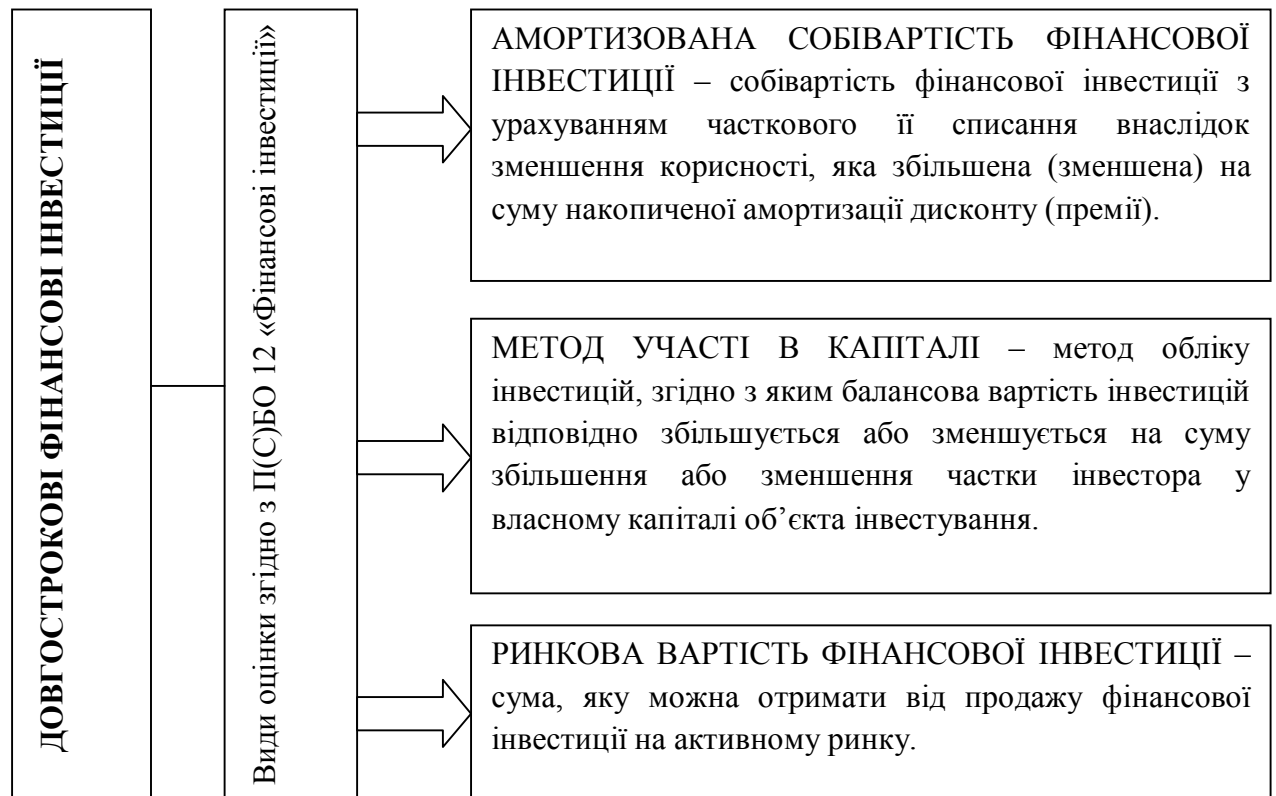 ДОВГОСТРОКОВІ ФІНАНСОВІ ІНВЕСТИЦІЇ
Види оцінки згідно з П(С)БО 12 «Фінансові інвестиції»
АМОРТИЗОВАНА СОБІВАРТІСТЬ ФІНАНСОВОЇ
ІНВЕСТИЦІЇ – собівартість фінансової інвестиції з
урахуванням часткового її списання внаслідок
зменшення корисності, яка збільшена (зменшена) на
суму накопиченої амортизації дисконту (премії).
МЕТОД УЧАСТІ В КАПІТАЛІ – метод обліку
інвестицій, згідно з яким балансова вартість інвестицій
відповідно збільшується або зменшується на суму
збільшення або зменшення частки інвестора у
власному капіталі об’єкта інвестування.
РИНКОВА ВАРТІСТЬ ФІНАНСОВОЇ ІНВЕСТИЦІЇ –
сума, яку можна отримати від продажу фінансової
інвестиції на активному ринку.